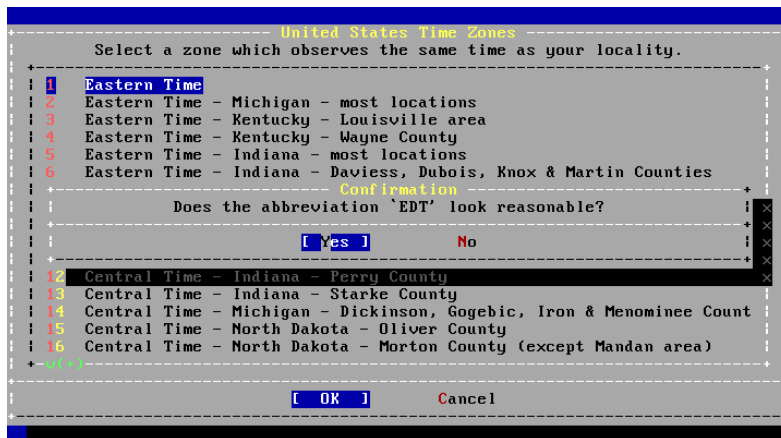 United States Time Zones
Select a zone which observes the same time as your locality.
1 Eastern Time
2 Eastern Time - Michigan - most locations
3 Eastern Time - Kentucky - Louisville area
4 Eastern Time - Kentucky - Wayne County
5 Eastern Time - Indiana - most locations
6 Eastern Time - Indiana - Daviess, Dubois, Knox & Martin Counties
Confirmation
Does the abbreviation `EDT' look reasonable?
[ Yes ] No
12 Central Time - Indiana - Perry County
13 Central Time - Indiana - Starke County
14 Central Time - Michigan - Dickinson, Gogebic, Iron & Menominee Count
15 Central Time - North Dakota - Oliver County
16 Central Time - North Dakota - Morton County (except Mandan area)
v(+)
[ OK ] Cancel